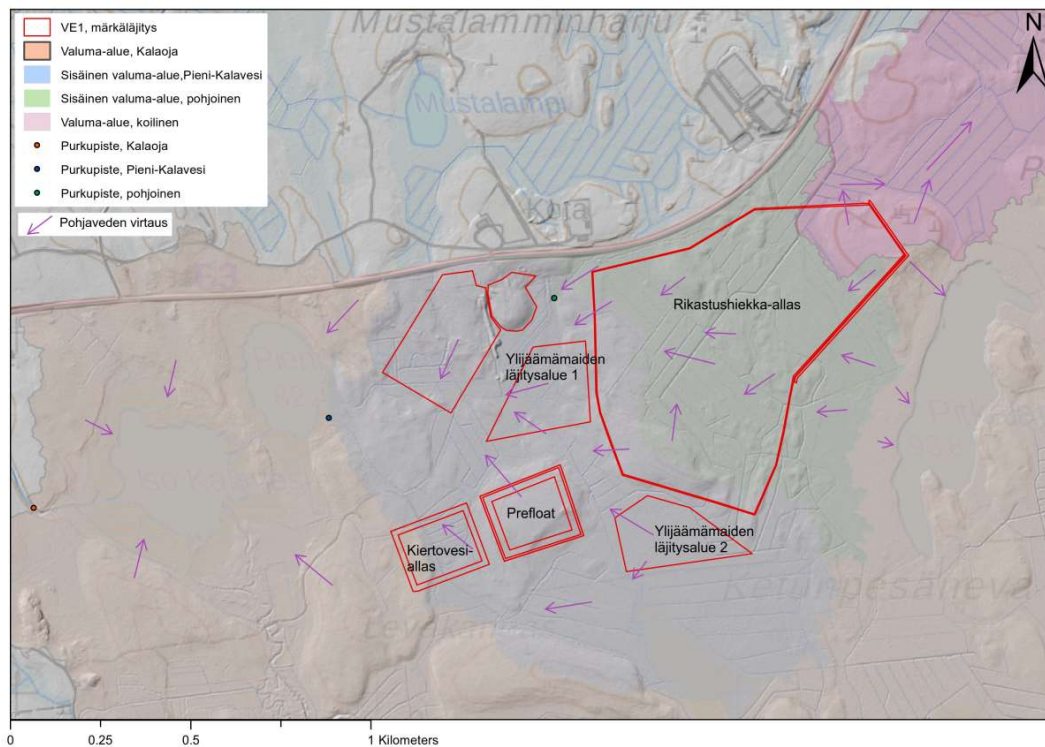 VE1, märkäläjitys
Valuma-alue, Kalaoja
Sisäinen valuma-alue,Pieni-Kalavesi
Sisäinen valuma-alue, pohjoinen
Valuma-alue, koilinen
Purkupiste, Kalaoja
Purkupiste, Pieni-Kalavesi
Purkupiste, pohjoinen
Pohjaveden virtaus
Mustalamminharju
N
Mustalampi
Koja
Rikastushiekka-allas
Ylijäämämaiden
läjitysalue 1
Prefloat
Kiertovesi-
allas
Ylijäämämaiden
läjitysalue 2
0
0.25
0.5
1 Kilometers